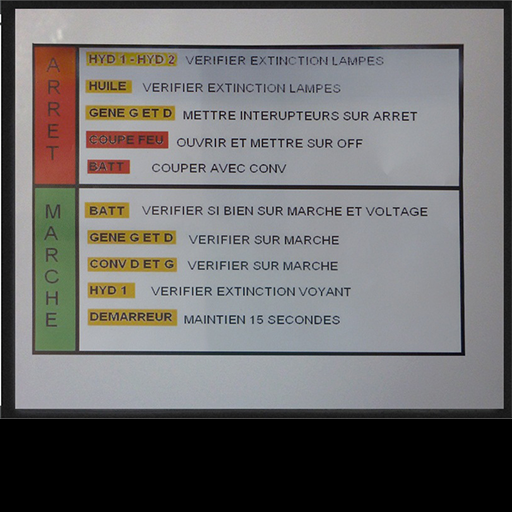 ARRET
HYD 1 - HYD 2 VERIFIER EXTINCTION LAMPES
HUILE VERIFIER EXTINCTION LAMPES
GENE G ET D METTRE INTERUPTEURS SUR ARRET
COUPE FEU OUVRIR ET METTRE SUR OFF
BATT COUPER AVEC CONV
MARCHE
BATT VERIFIER SI BIEN SUR MARCHE ET VOLTAGE
GENE G ET D VERIFIER SUR MARCHE
CONV D ET G VERIFIER SUR MARCHE
HYD 1 VERIFIER EXTINCTION VOYANT
DEMARREUR MAINTIEN 15 SECONDES